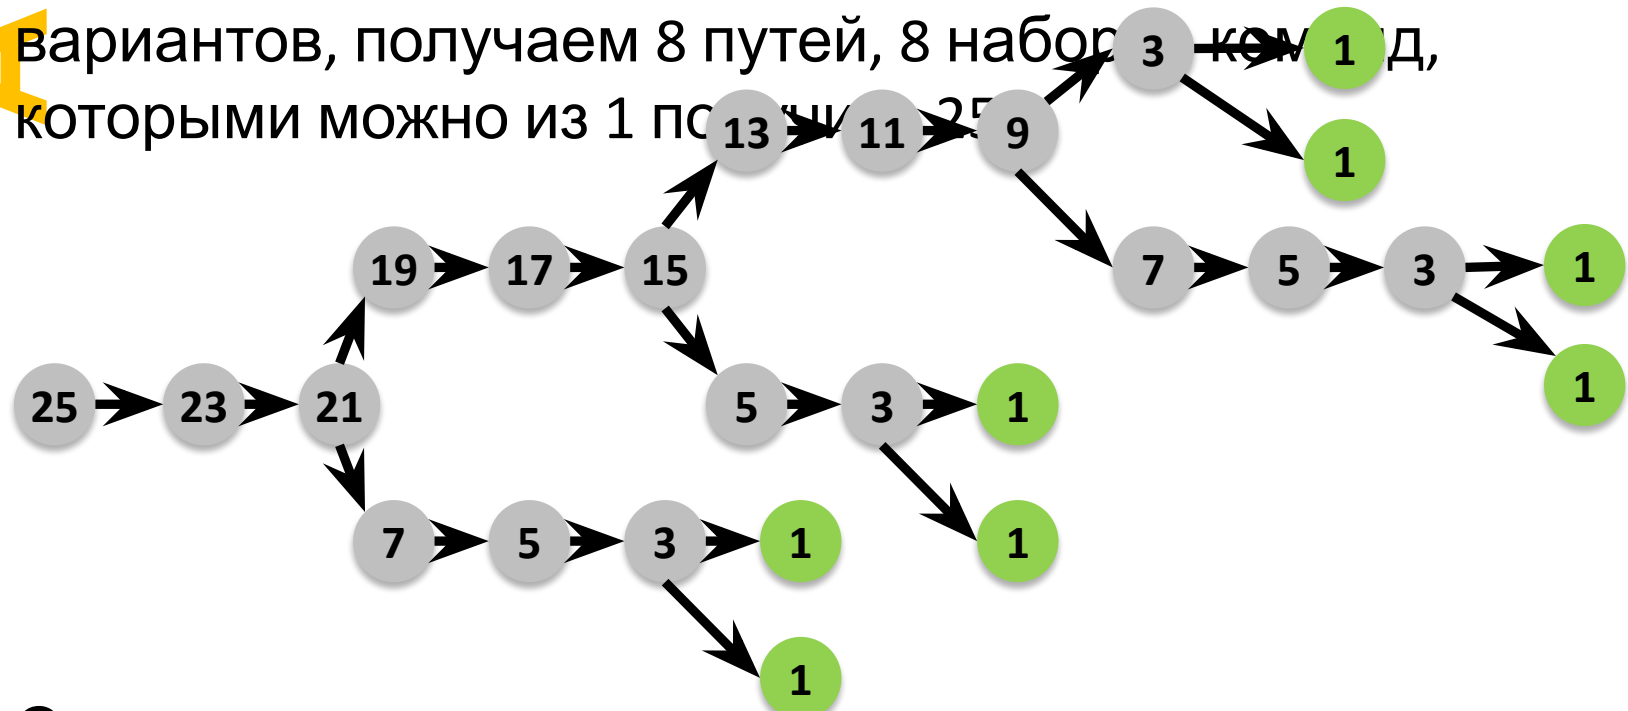 вариантов, получаем 8 путей, 8 набор д,
которыми можно из 1 25
3 1
13 11 9
1
19 17 15 7 5 3 1
1
25 23 21 5 3 1
7 5 3 1 1
1